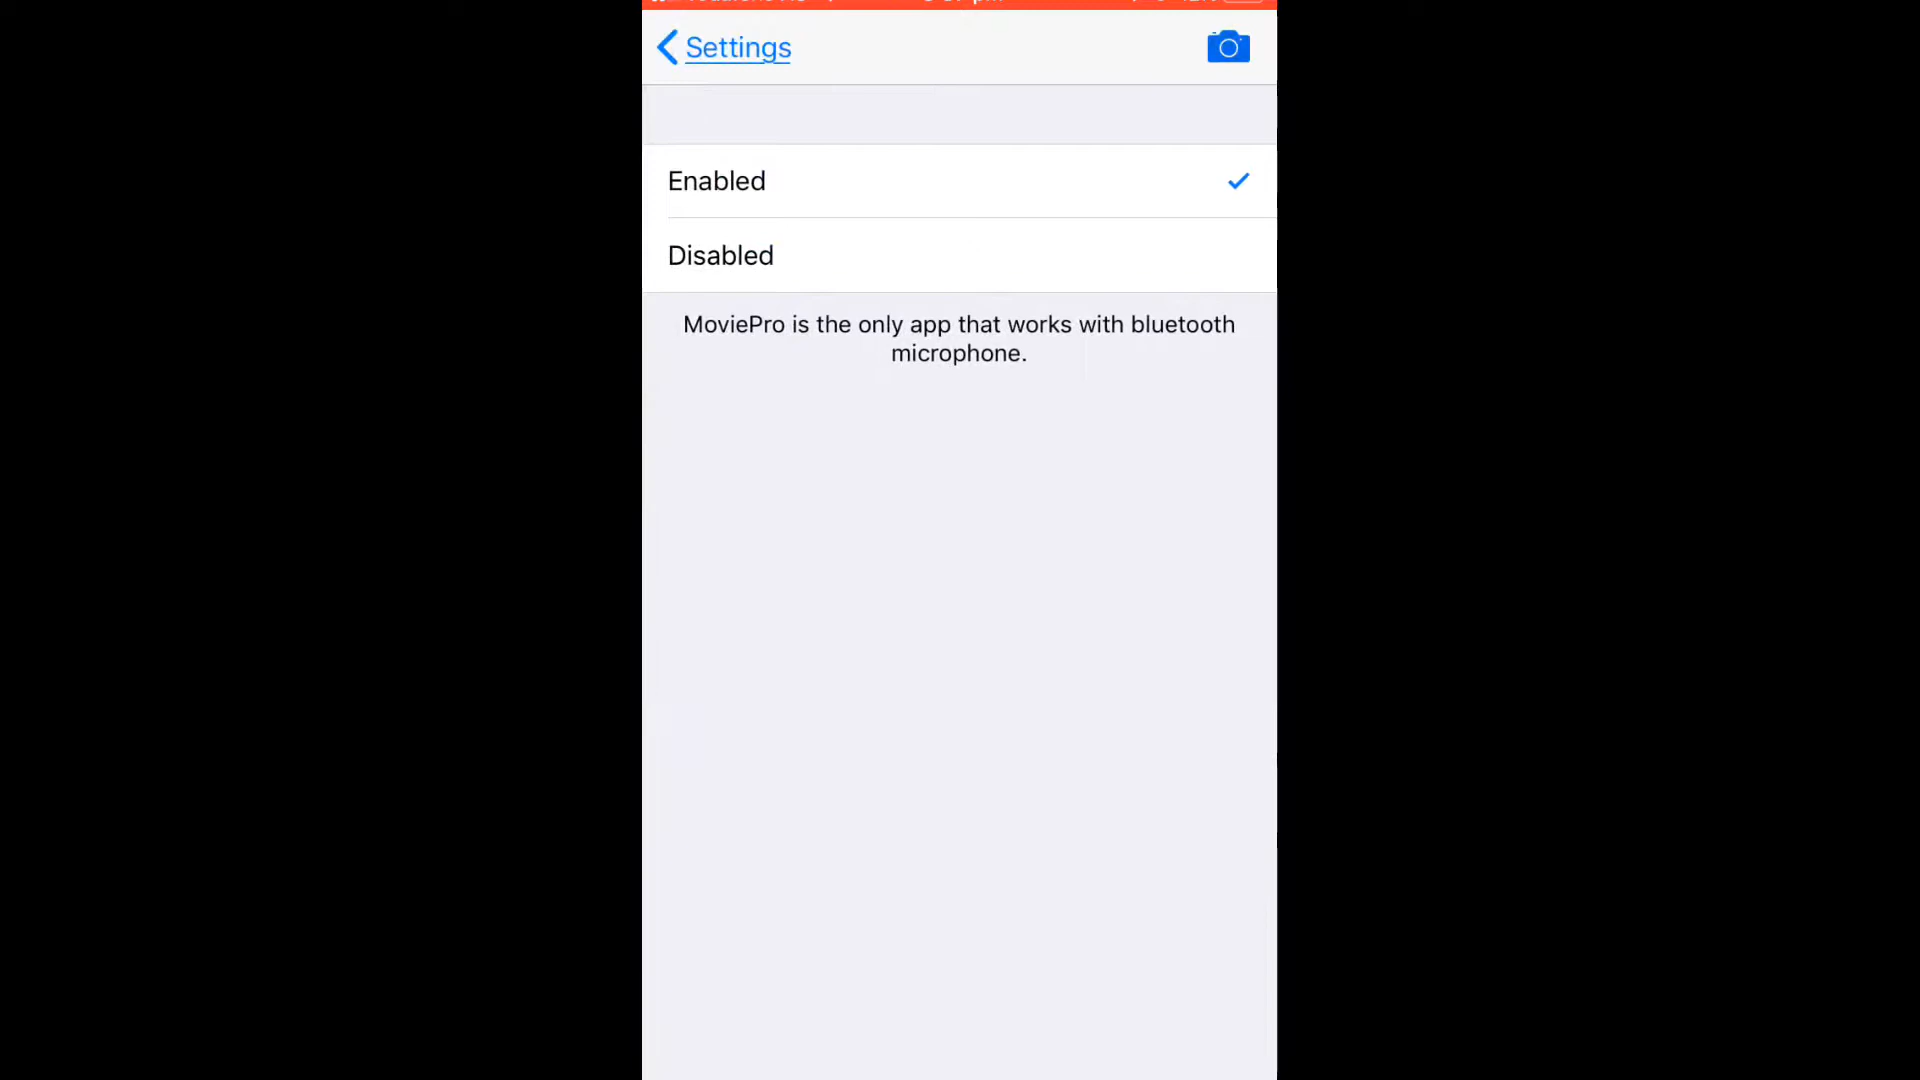 Settings
Enabled
Disabled
MoviePro is the only app that works with bluetooth
microphone.